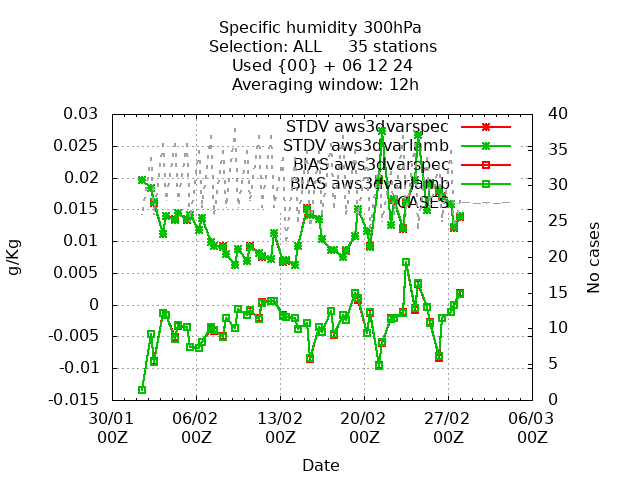 Specific humidity 300hPa
Selection: ALL 35 stations
Used {00} + 06 12 24
Averaging window: 12h
STDV aws3dvarspec
STDV aws3dvarlamb
BIAS aws3dvarspec
BIAS aws3dvarlamb
CASES
0.03
0.025
0.02
0.015
0.01
0.005
0
-0.005
-0.01
-0.015
g/Kg
40
35
30
25
20
15
10
5
0
No cases
30/01 06/02 13/02 20/02 27/02 06/03
00Z 00Z 00Z 00Z 00Z 00Z
Date